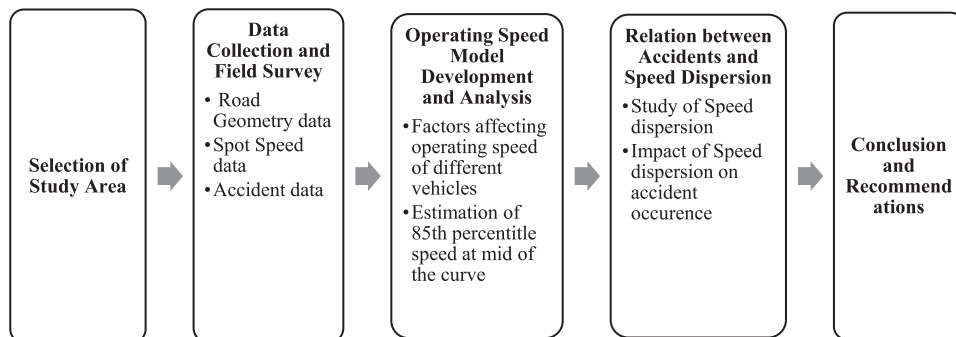 Selection of
Study Area
Data
Collection and
Field Survey
• Road
Geometry data
• Spot Speed
data
• Accident data
Operating Speed
Model
Development
and Analysis
• Factors affecting
operating speed
of different
vehicles
• Estimation of
85th percentitle
speed at mid of
the curve
Relation between
Accidents and
Speed Dispersion
• Study of Speed
dispersion
• Impact of Speed
dispersion on
accident
occurence
Conclusion
and
Recommend
ations